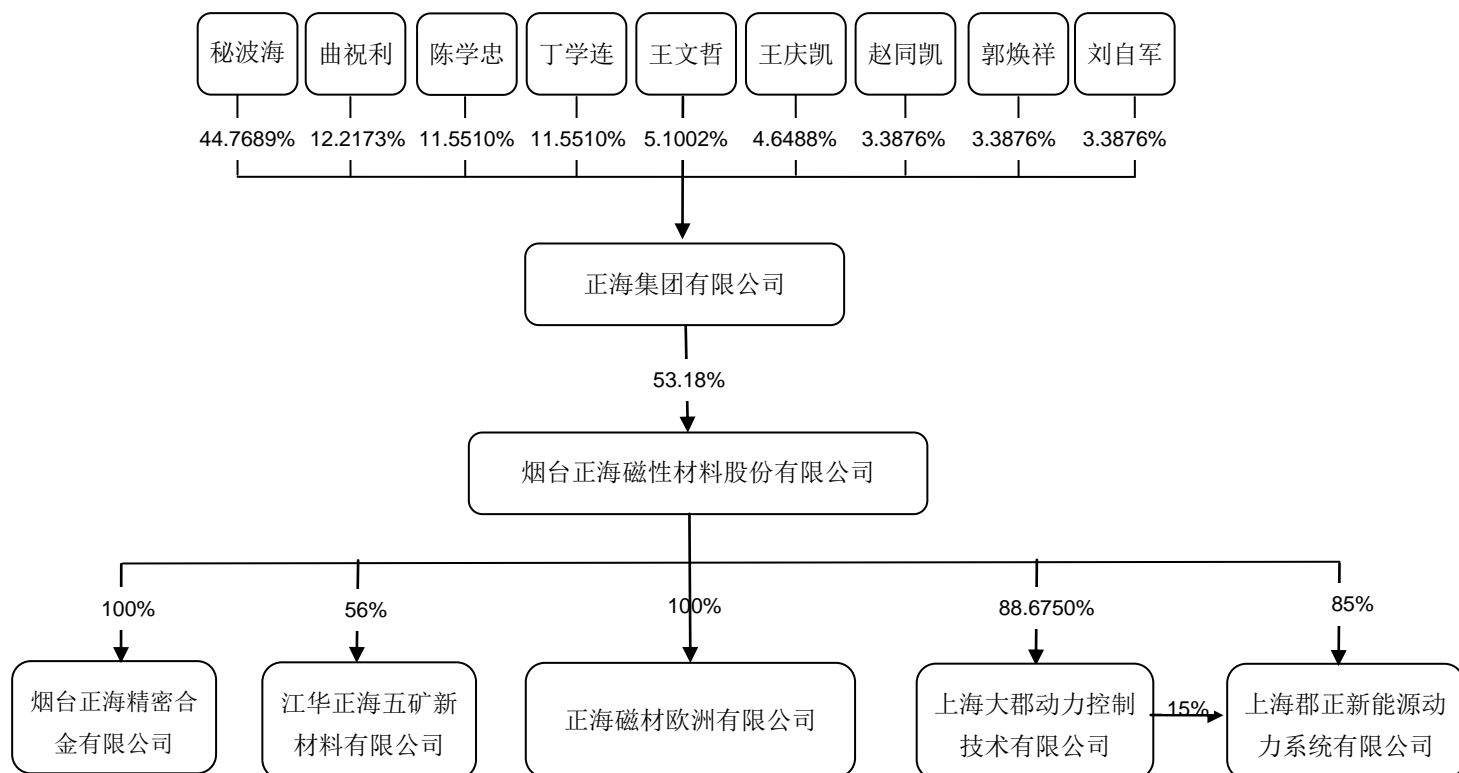 秘波海 曲祝利 陈学忠 丁学连 王文哲 王庆凯 赵同凯 郭焕祥 刘自军
44.7689% 12.2173% 11.5510% 11.5510% 5.1002% 4.6488% 3.3876% 3.3876% 3.3876%
正海集团有限公司
53.18%
烟台正海磁性材料股份有限公司
100% 56% 100% 88.6750% 85%
烟台正海精密合
金有限公司
江华正海五矿新
材料有限公司
正海磁材欧洲有限公司
上海大郡动力控制
技术有限公司
15%
上海郡正新能源动
力系统有限公司